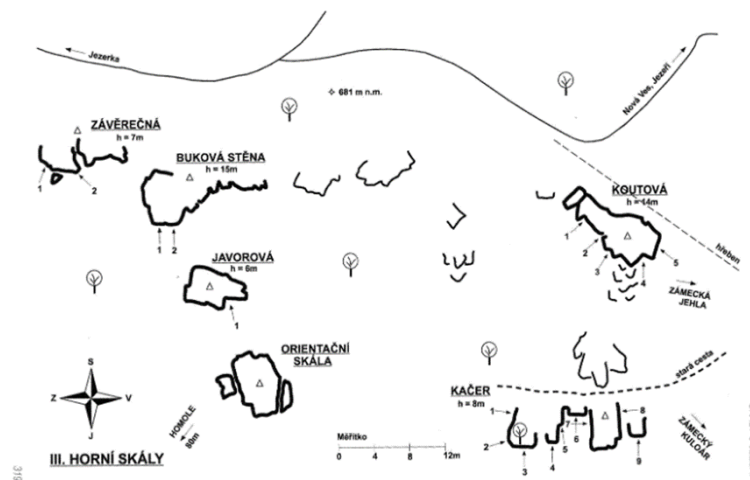 Jezerka
Nová Ves, Jezeří
681 m n.m.
ZÁVĚREČNÁ
h = 7m
1
2
BUKOVÁ STĚNA
h = 15m
1
2
KOUTOVÁ
h = 14m
1
2
3
4
5
hřeben
JAVOROVÁ
h = 6m
1
ZÁMECKÁ
JEHLA
ORIENTAČNÍ
SKÁLA
stará cesta
KAČER
h = 8m
1
2
3
4
5
6
7
8
9
ZÁMECKÝ
KULOÁR
S
Z
V
J
HOMOLE
80m
Měřítko
0 4 8 12m
III. HORNÍ SKÁLY
319